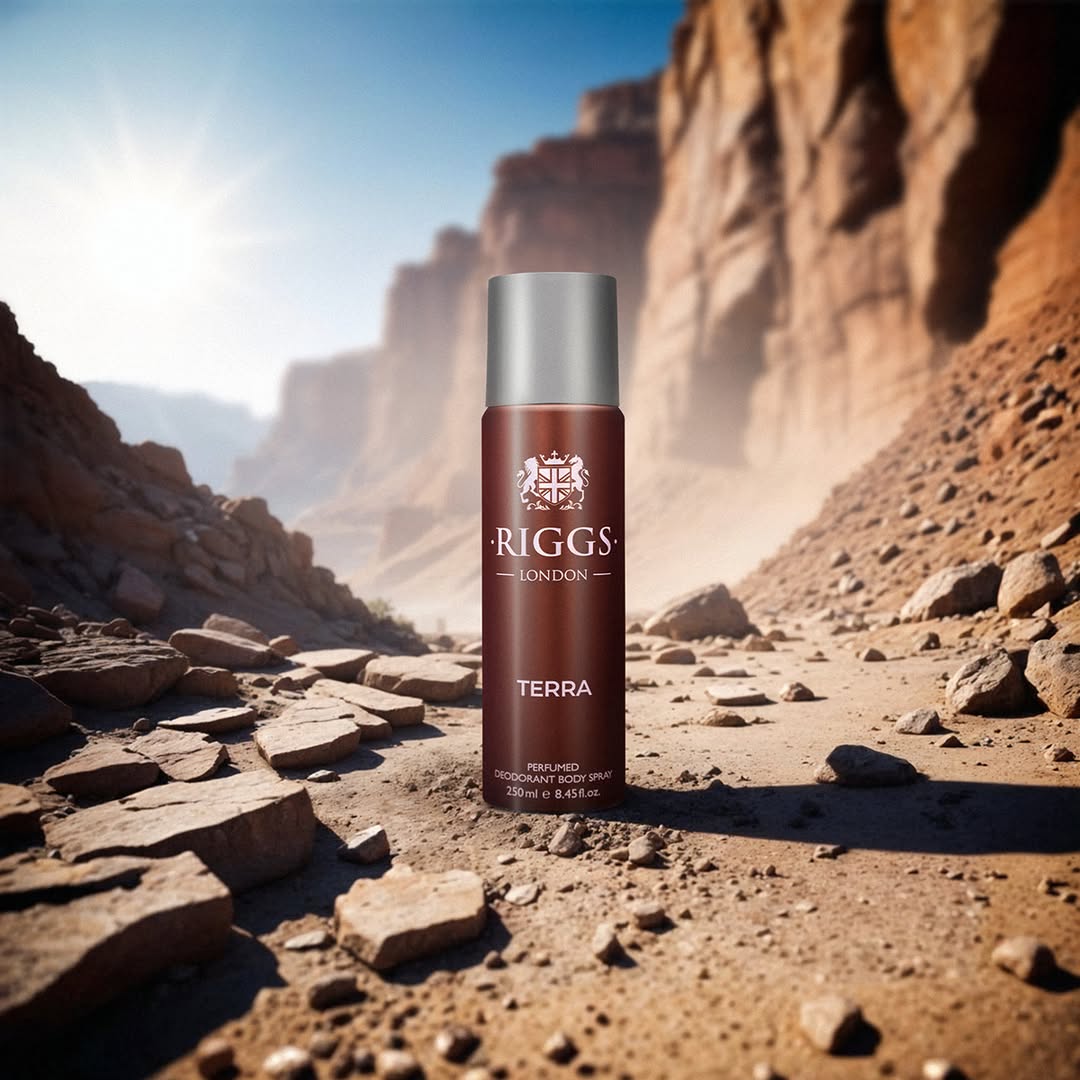 ·RIGGS·
LONDON
TERRA
PERFUMED
DEODORANT BODY SPRAY
250 ml e 8.45 fl.oz.